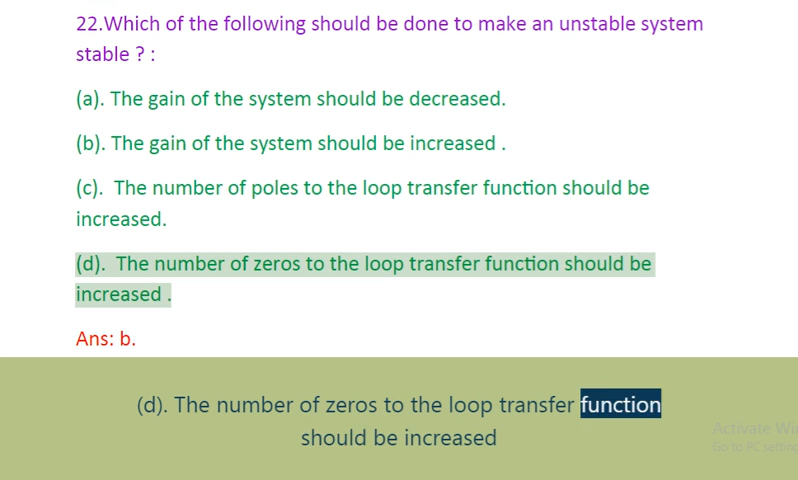 22.Which of the following should be done to make an unstable system
stable ? :
(a). The gain of the system should be decreased.
(b). The gain of the system should be increased .
(c).  The number of poles to the loop transfer function should be
increased.
(d).  The number of zeros to the loop transfer function should be
increased .
Ans: b.
(d). The number of zeros to the loop transfer function
should be increased